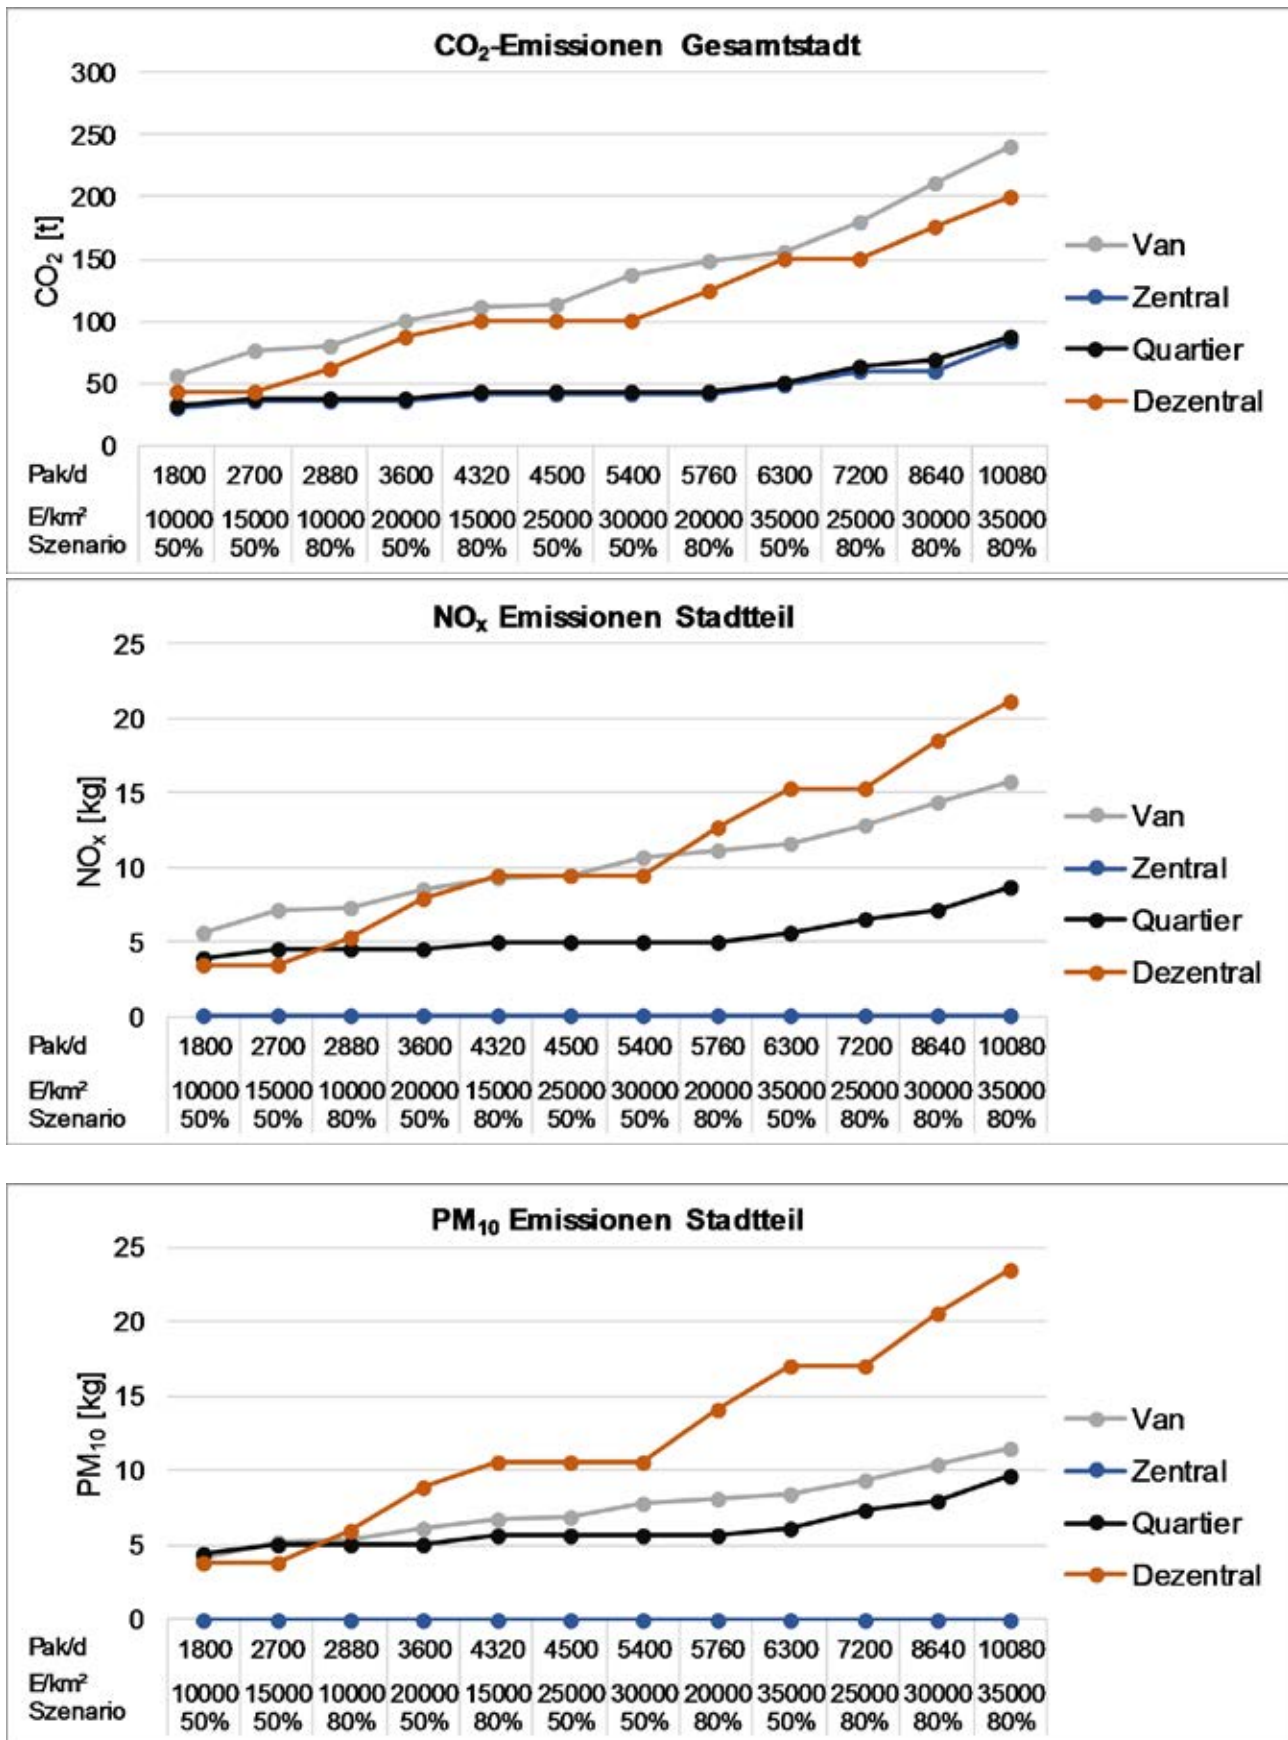 CO₂-Emissionen Gesamtstadt
300
250
200
150
100
50
0
CO₂ [t]
Van
Zentral
Quartier
Dezentral
Pak/d 1800 2700 2880 3600 4320 4500 5400 5760 6300 7200 8640 10080
E/km² 10000 15000 10000 20000 15000 25000 30000 20000 35000 25000 30000 35000
Szenario 50% 50% 80% 50% 80% 50% 50% 80% 50% 80% 80% 80%
NOₓ Emissionen Stadtteil
25
20
15
10
5
0
NOₓ [kg]
Van
Zentral
Quartier
Dezentral
Pak/d 1800 2700 2880 3600 4320 4500 5400 5760 6300 7200 8640 10080
E/km² 10000 15000 10000 20000 15000 25000 30000 20000 35000 25000 30000 35000
Szenario 50% 50% 80% 50% 80% 50% 50% 80% 50% 80% 80% 80%
PM₁₀ Emissionen Stadtteil
25
20
15
10
5
0
PM₁₀ [kg]
Van
Zentral
Quartier
Dezentral
Pak/d 1800 2700 2880 3600 4320 4500 5400 5760 6300 7200 8640 10080
E/km² 10000 15000 10000 20000 15000 25000 30000 20000 35000 25000 30000 35000
Szenario 50% 50% 80% 50% 80% 50% 50% 80% 50% 80% 80% 80%